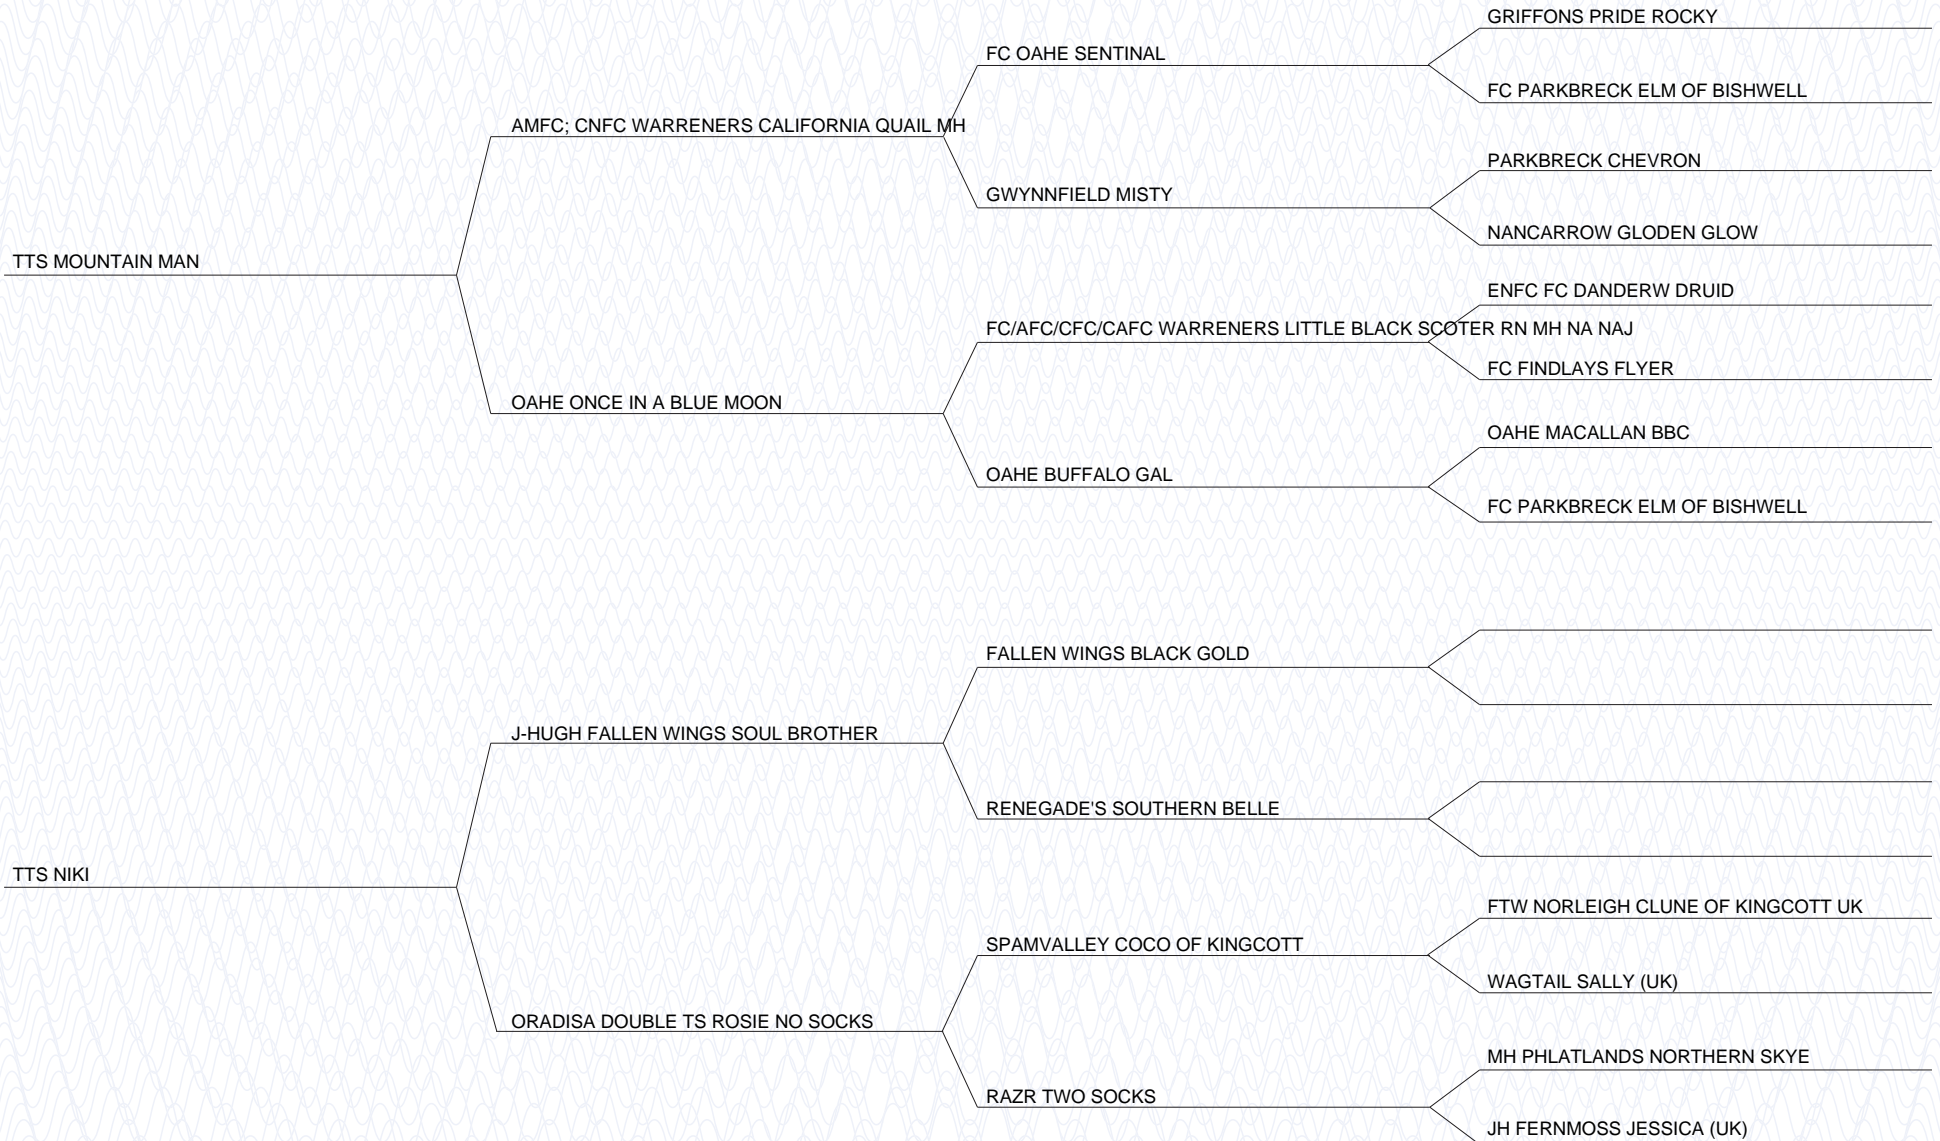 GRIFFONS PRIDE ROCKY
FC OAHE SENTINAL
FC PARKBRECK ELM OF BISHWELL
AMFC; CNFC WARRENERS CALIFORNIA QUAIL MH
PARKBRECK CHEVRON
GWYNNFIELD MISTY
NANCARROW GLODEN GLOW
TTS MOUNTAIN MAN
ENFC FC DANDERW DRUID
FC/AFC/CFC/CAFC WARRENERS LITTLE BLACK SCOTER RN MH NA NAJ
FC FINDLAYS FLYER
OAHE ONCE IN A BLUE MOON
OAHE MACALLAN BBC
OAHE BUFFALO GAL
FC PARKBRECK ELM OF BISHWELL
FALLEN WINGS BLACK GOLD
J-HUGH FALLEN WINGS SOUL BROTHER
RENEGADE'S SOUTHERN BELLE
TTS NIKI
FTW NORLEIGH CLUNE OF KINGCOTT UK
SPAMVALLEY COCO OF KINGCOTT
WAGTAIL SALLY (UK)
ORADISA DOUBLE TS ROSIE NO SOCKS
MH PHLATLANDS NORTHERN SKYE
RAZR TWO SOCKS
JH FERNMOSS JESSICA (UK)